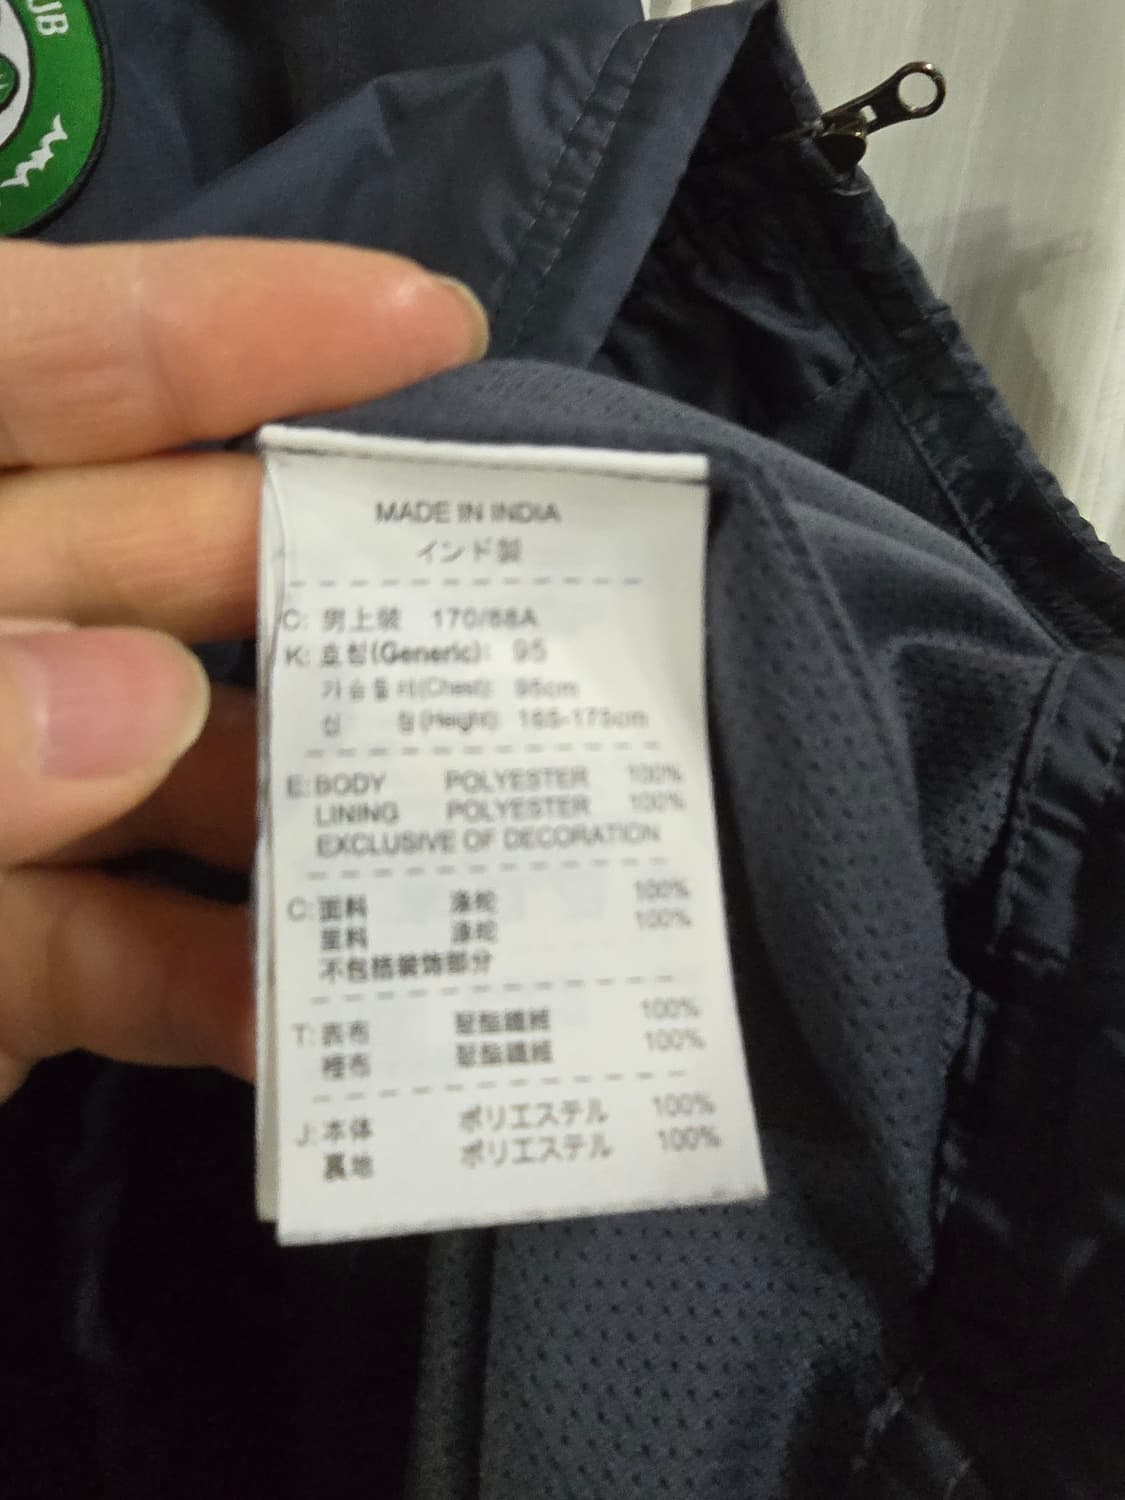 UB
MADE IN INDIA
インド製
C: 男上装 170/88A
K: 호칭(Generic): 95
가슴둘레(Chest): 95cm
신 장(Height): 165-175cm
E: BODY POLYESTER 100%
LINING POLYESTER 100%
EXCLUSIVE OF DECORATION
C: 面料 涤纶 100%
里料 涤纶 100%
不包括装饰部分
T: 表布 聚酯纖維 100%
裡布 聚酯纖維 100%
J: 本体 ポリエステル 100%
裏地 ポリエステル 100%